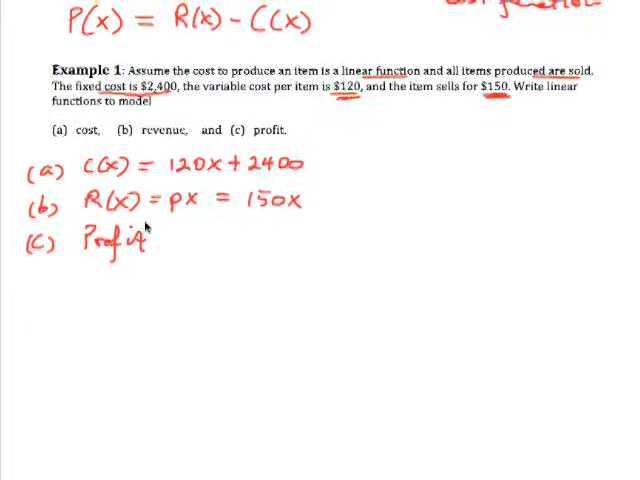 P(x) = R(x) - C(x)
function
Example 1: Assume the cost to produce an item is a linear function and all items produced are sold.
The fixed cost is $2,400, the variable cost per item is $120, and the item sells for $150. Write linear
functions to model
(a) cost, (b) revenue, and (c) profit.
(a) C(x) = 120x + 2400
(b) R(x) = px = 150x
(c) Profit